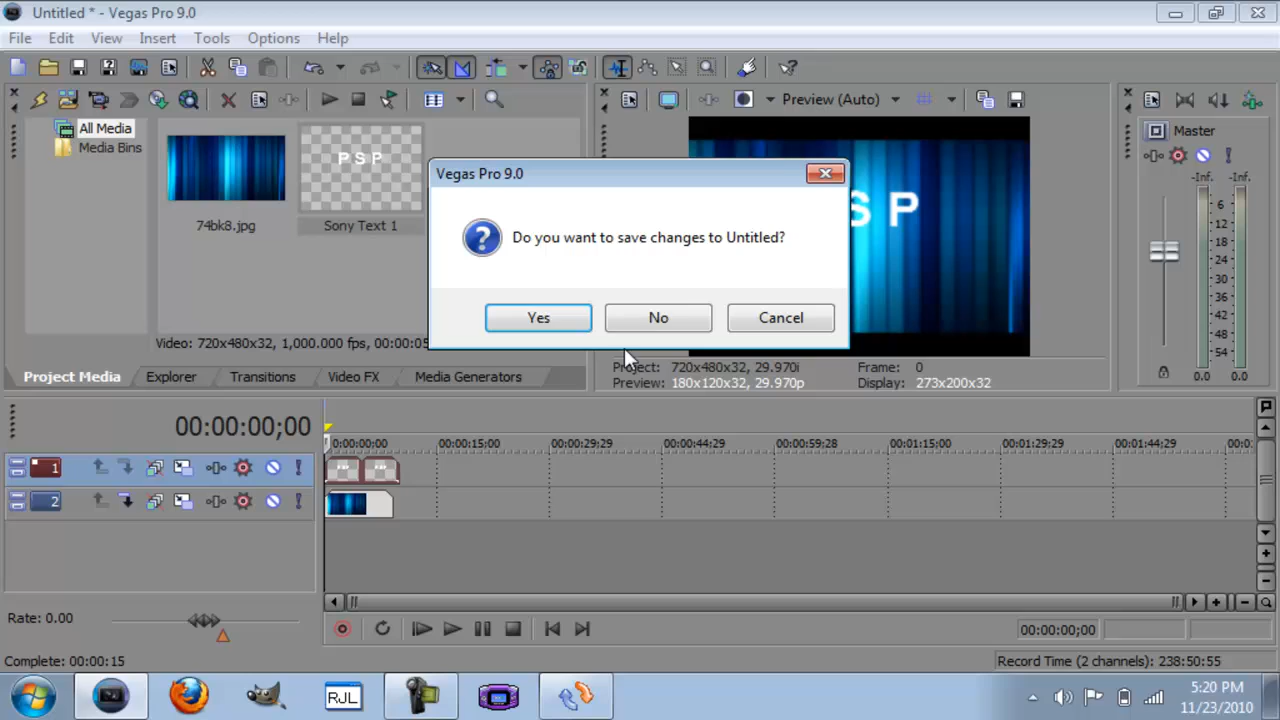 Untitled * - Vegas Pro 9.0
File Edit View Insert Tools Options Help
Preview (Auto)
All Media
Media Bins
P S P
74bk8.jpg
Sony Text 1
Video: 720x480x32, 1,000.000 fps, 00:00:05
Project Media Explorer Transitions Video FX Media Generators
Vegas Pro 9.0
Do you want to save changes to Untitled?
Yes No Cancel
S P
Project: 720x480x32, 29.970i
Frame: 0
Preview: 180x120x32, 29.970p
Display: 273x200x32
Master
-Inf. -Inf.
6
12
18
24
30
36
42
48
54
0.0 0.0
00:00:00;00
0:00:00;00 00:00:15;00 00:00:29;29 00:00:44;29 00:00:59;28 00:01:15;00 00:01:29;29 00:01:44;29 00:0
1
2
Rate: 0.00
00:00:00;00
Complete: 00:00:15
Record Time (2 channels): 238:50:55
RJL
5:20 PM
11/23/2010